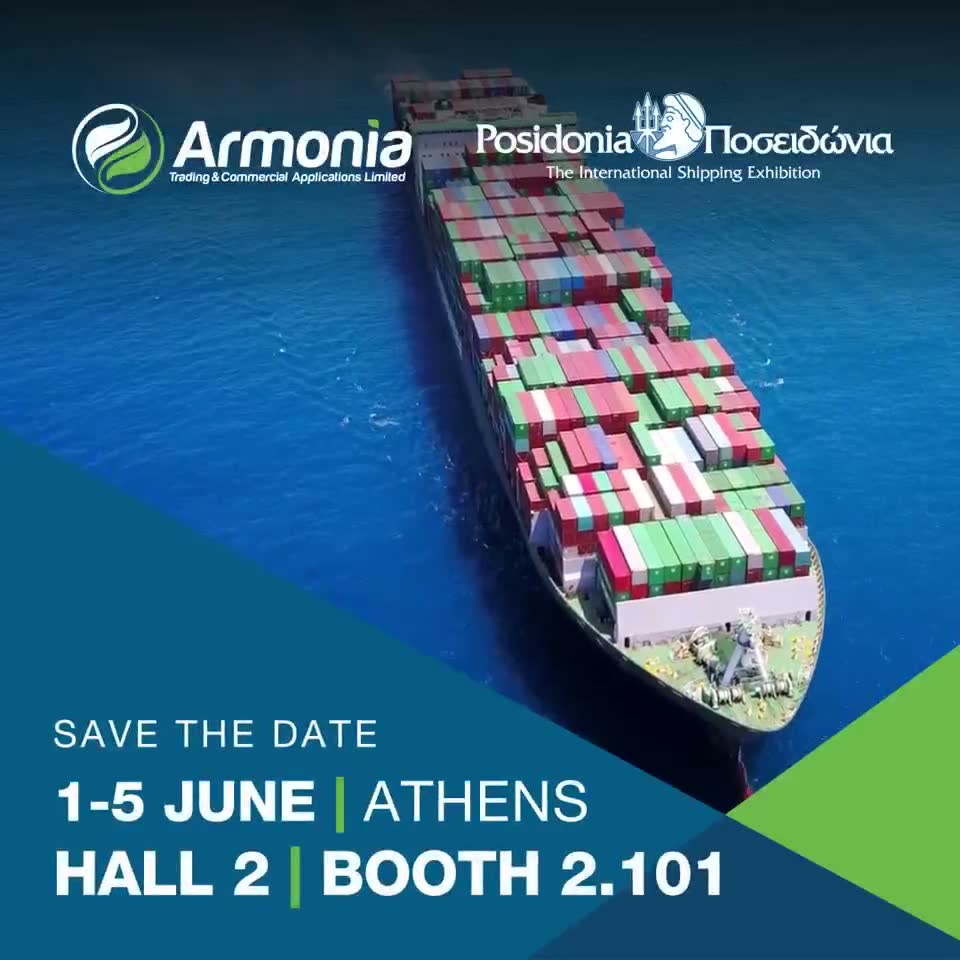 Armonia
Trading & Commercial Applications Limited
Posidonia Ποσειδώνια
The International Shipping Exhibition
SAVE THE DATE
1-5 JUNE | ATHENS
HALL 2 | BOOTH 2.101